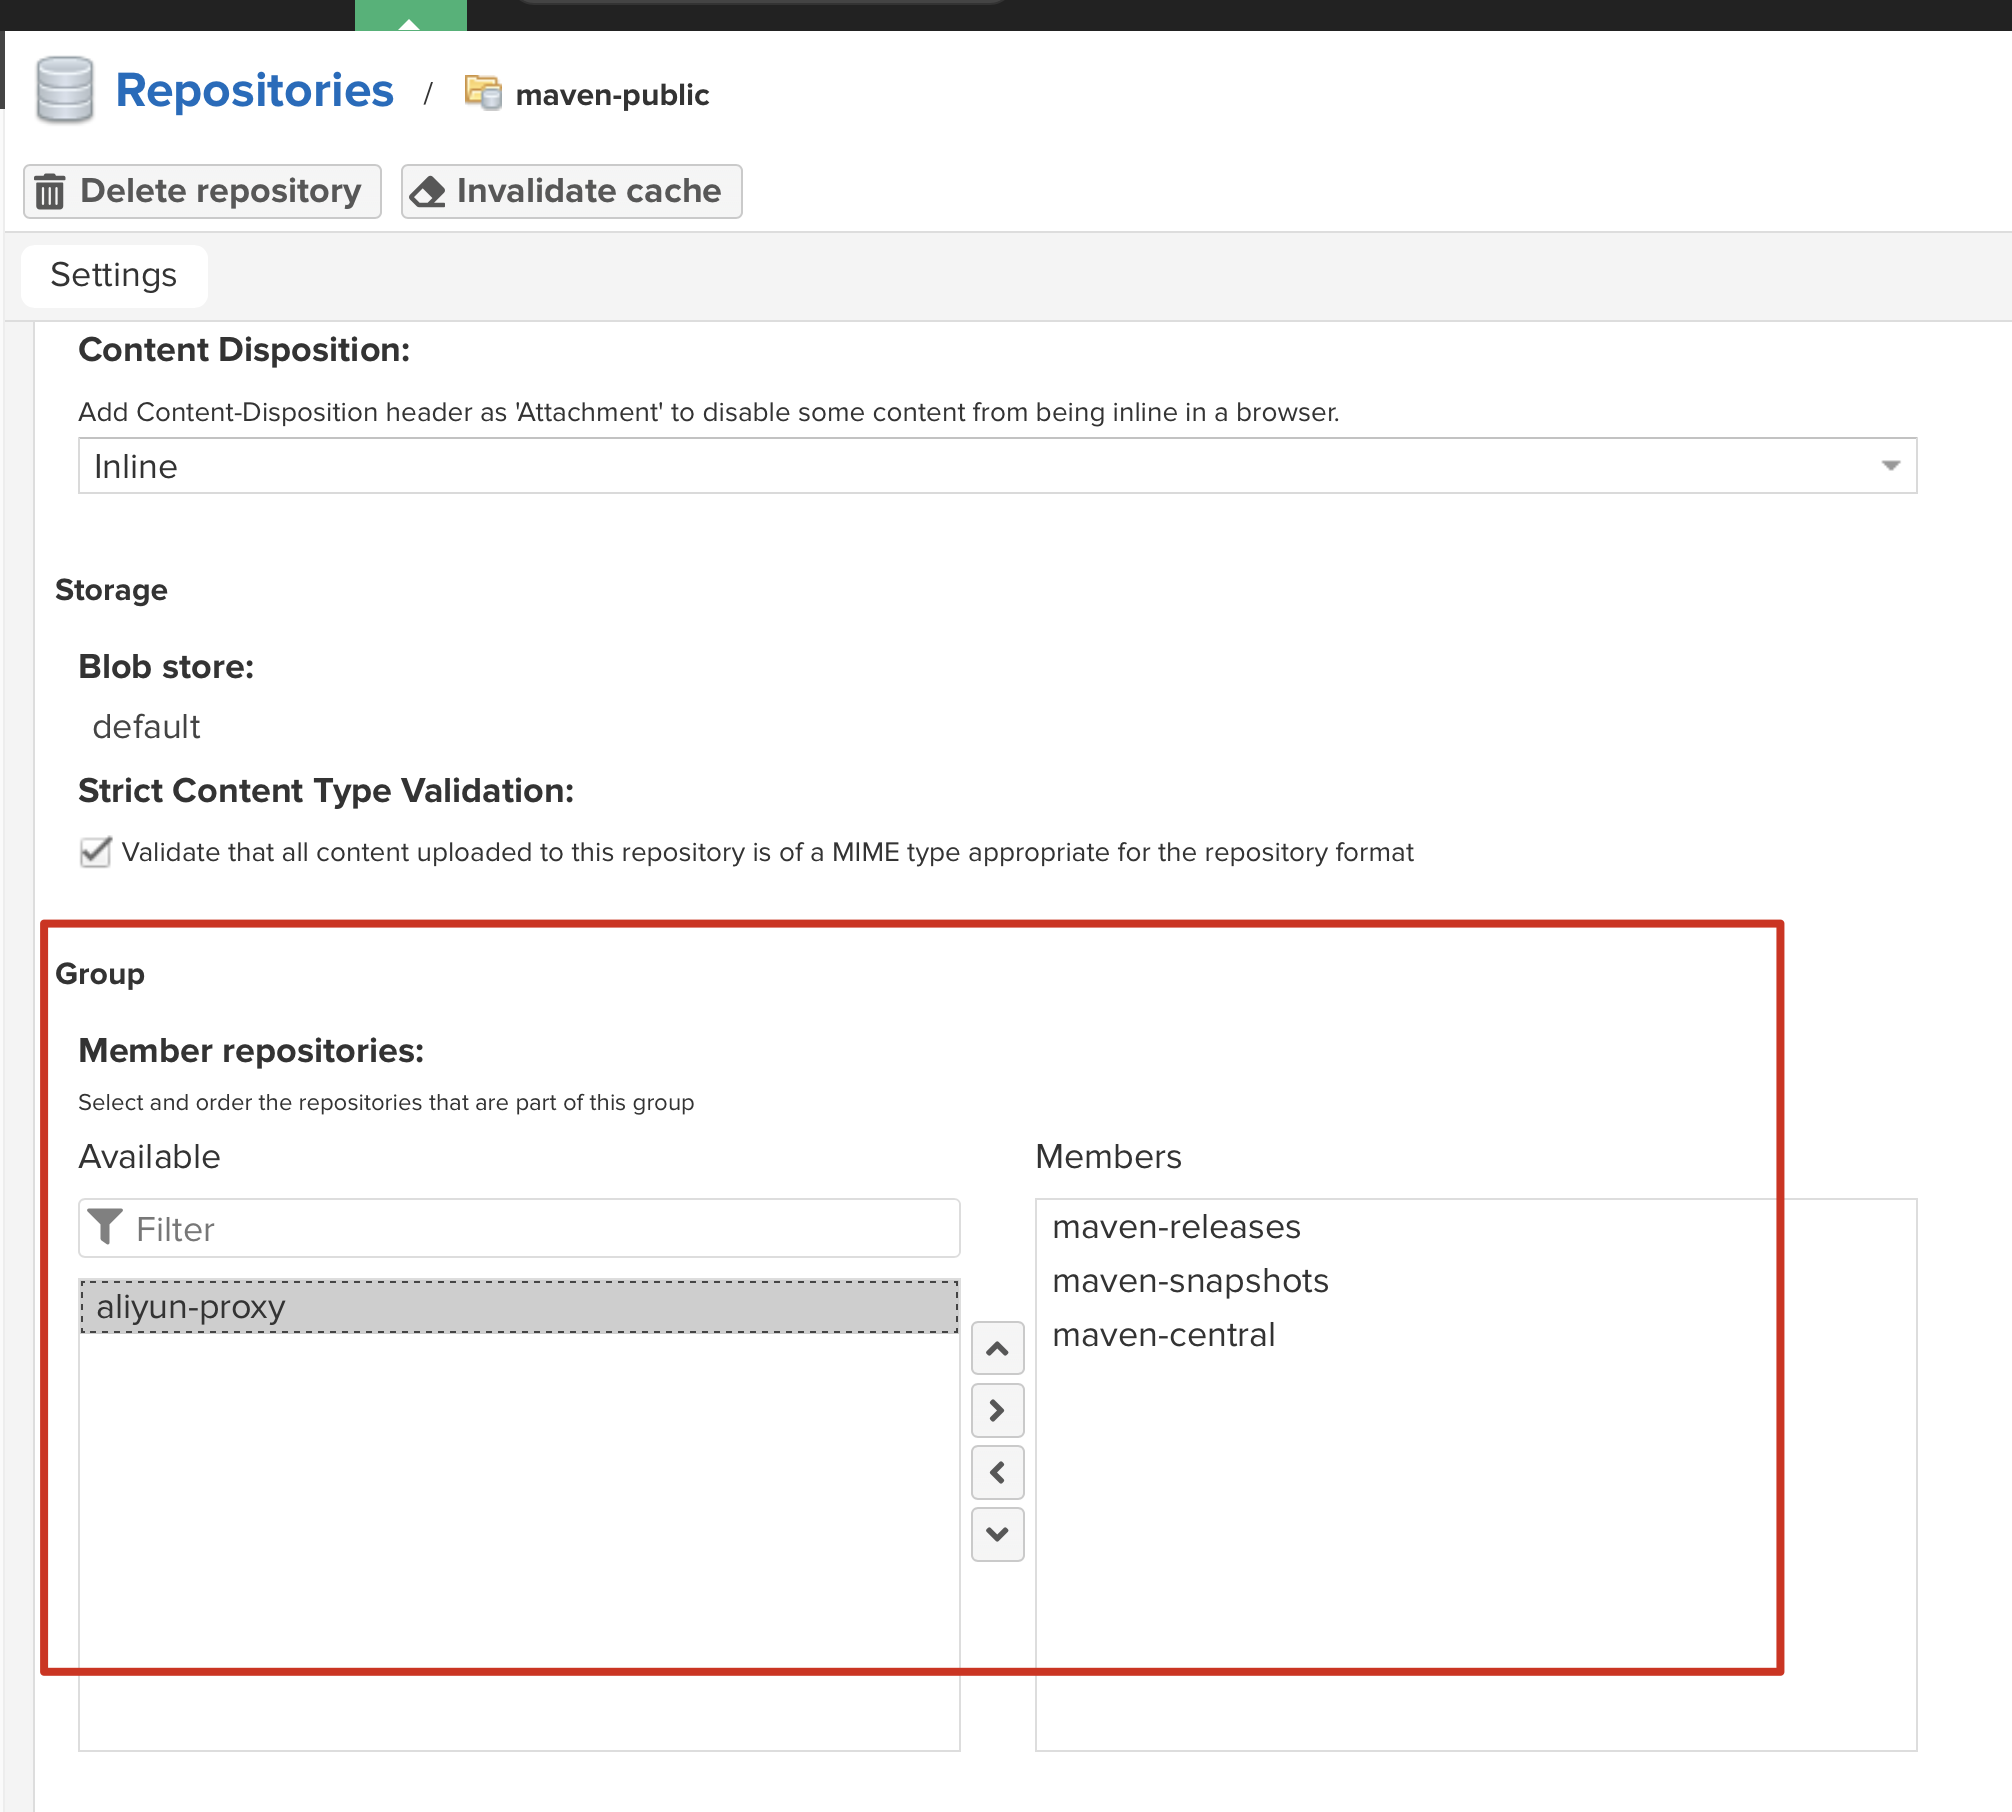 Repositories / maven-public
Delete repository Invalidate cache
Settings
Content Disposition:
Add Content-Disposition header as 'Attachment' to disable some content from being inline in a browser.
Inline
Storage
Blob store:
default
Strict Content Type Validation:
Validate that all content uploaded to this repository is of a MIME type appropriate for the repository format
Group
Member repositories:
Select and order the repositories that are part of this group
Available
Filter
aliyun-proxy
Members
maven-releases
maven-snapshots
maven-central